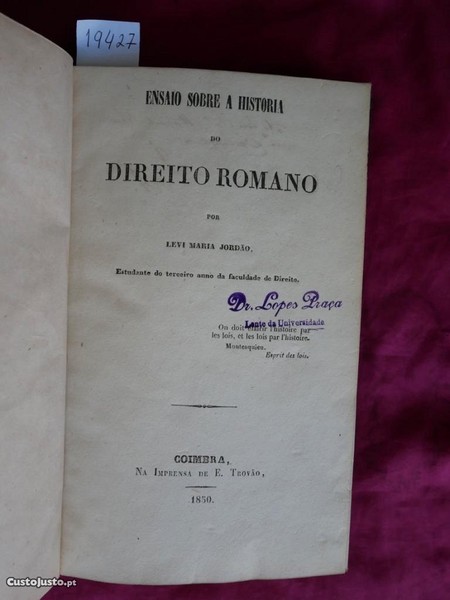 19427
ENSAIO SOBRE A HISTORIA
DO
DIREITO ROMANO
POR
LEVI MARIA JORDÃO,
Estudante do terceiro anno da faculdade de Direito.
Dr. Lopes Praça
Lente da Universidade
On doit éclairer l'histoire par
les lois, et les lois par l'histoire.
Montesquieu.
Esprit des lois.
COIMBRA,
NA IMPRENSA DE E. TROVÃO,
1850.
CustoJusto.pt